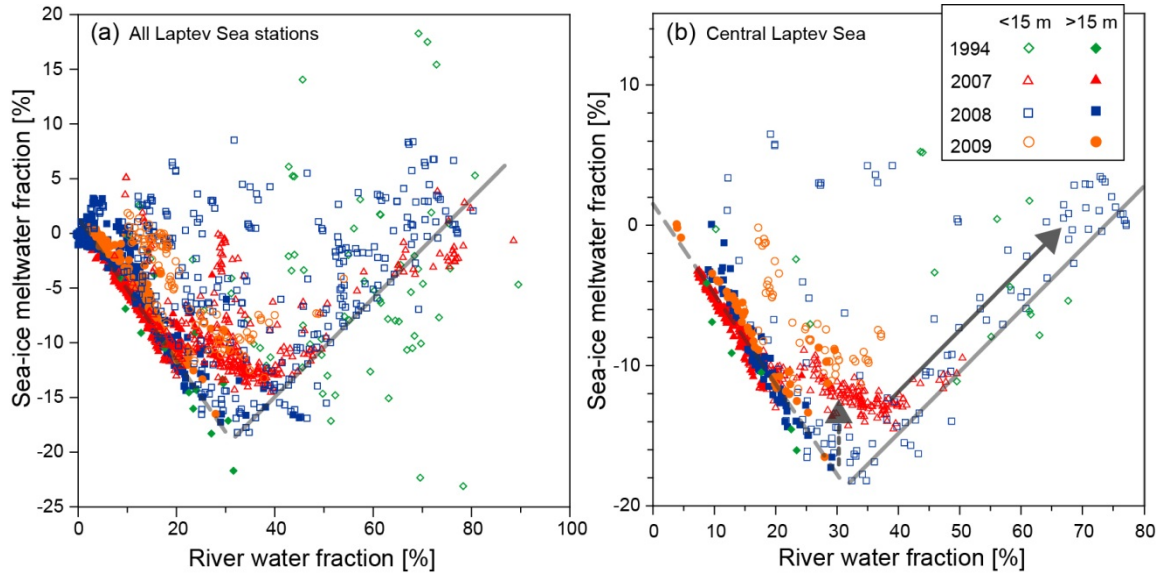 (a) All Laptev Sea stations
Sea-ice meltwater fraction [%]
20
15
10
5
0
-5
-10
-15
-20
-25
0 20 40 60 80 100
River water fraction [%]
(b) Central Laptev Sea
<15 m >15 m
1994
2007
2008
2009
Sea-ice meltwater fraction [%]
10
0
-10
-20
0 10 20 30 40 50 60 70 80
River water fraction [%]